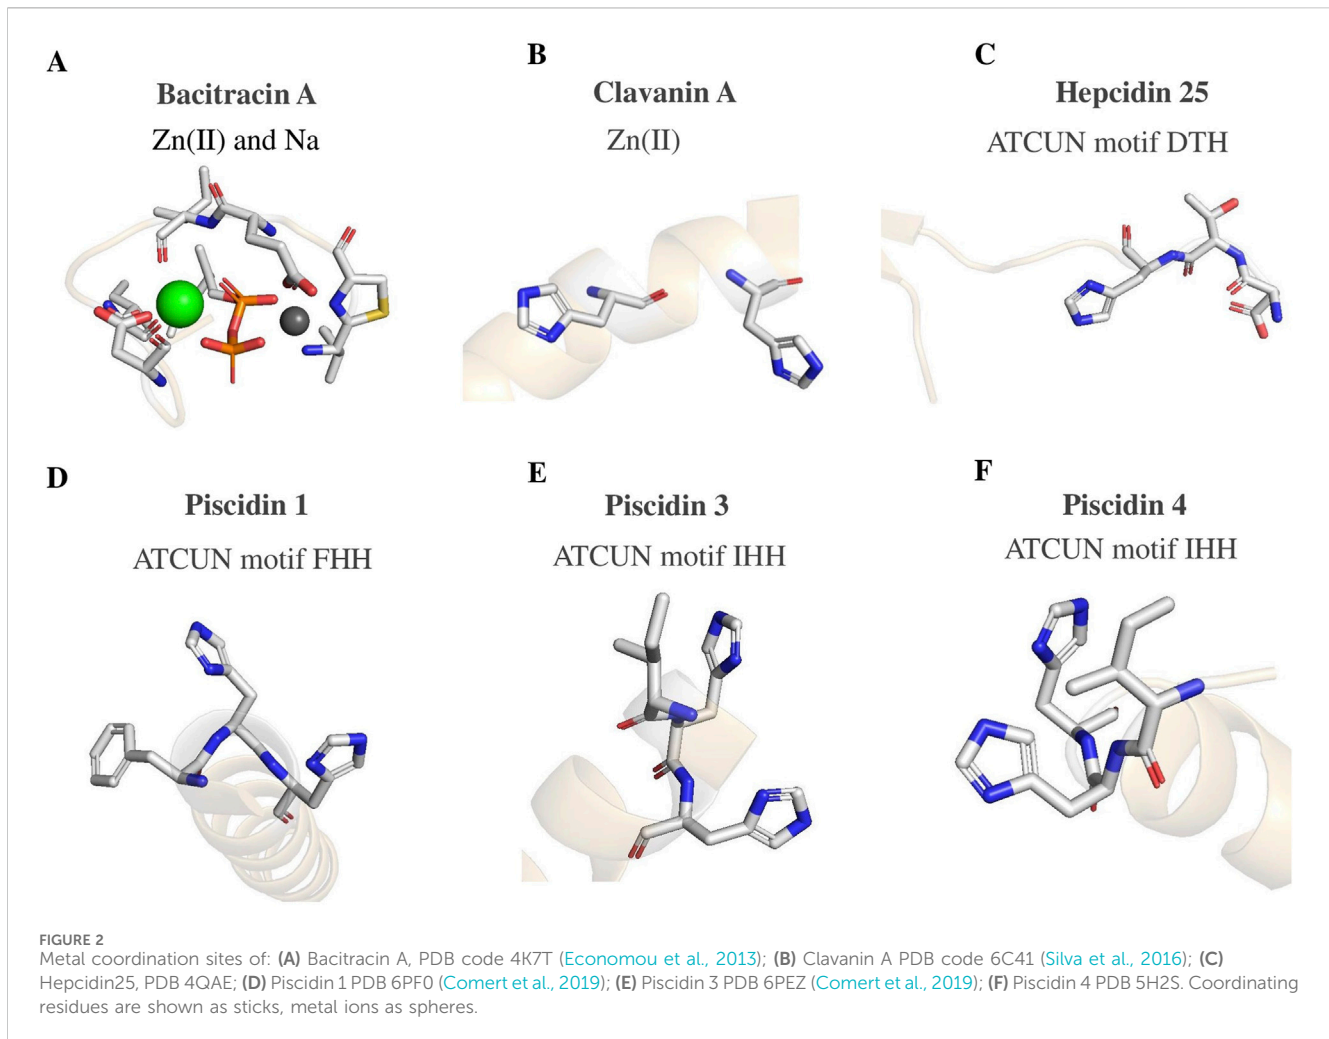 A
Bacitracin A
Zn(II) and Na
B
Clavanin A
Zn(II)
C
Hepcidin 25
ATCUN motif DTH
D
Piscidin 1
ATCUN motif FHH
E
Piscidin 3
ATCUN motif IHH
F
Piscidin 4
ATCUN motif IHH
FIGURE 2
Metal coordination sites of: (A) Bacitracin A, PDB code 4K7T (Economou et al., 2013); (B) Clavanin A PDB code 6C41 (Silva et al., 2016); (C)
Hepcidin25, PDB 4QAE; (D) Piscidin 1 PDB 6PF0 (Comert et al., 2019); (E) Piscidin 3 PDB 6PEZ (Comert et al., 2019); (F) Piscidin 4 PDB 5H2S. Coordinating
residues are shown as sticks, metal ions as spheres.